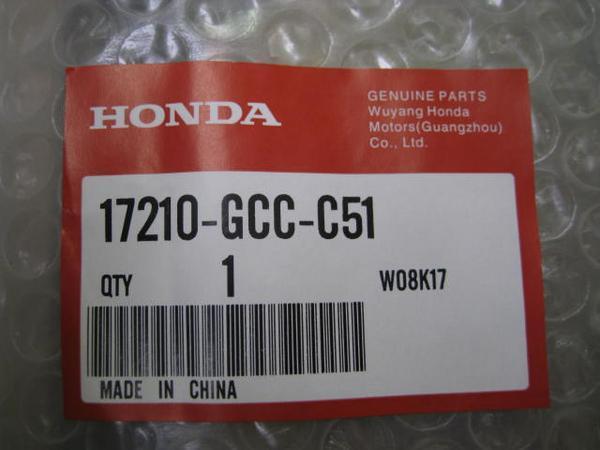 HONDA
GENUINE PARTS
Wuyang Honda
Motors(Guangzhou)
Co., Ltd.
17210-GCC-C51
QTY 1 W08K17
MADE IN CHINA